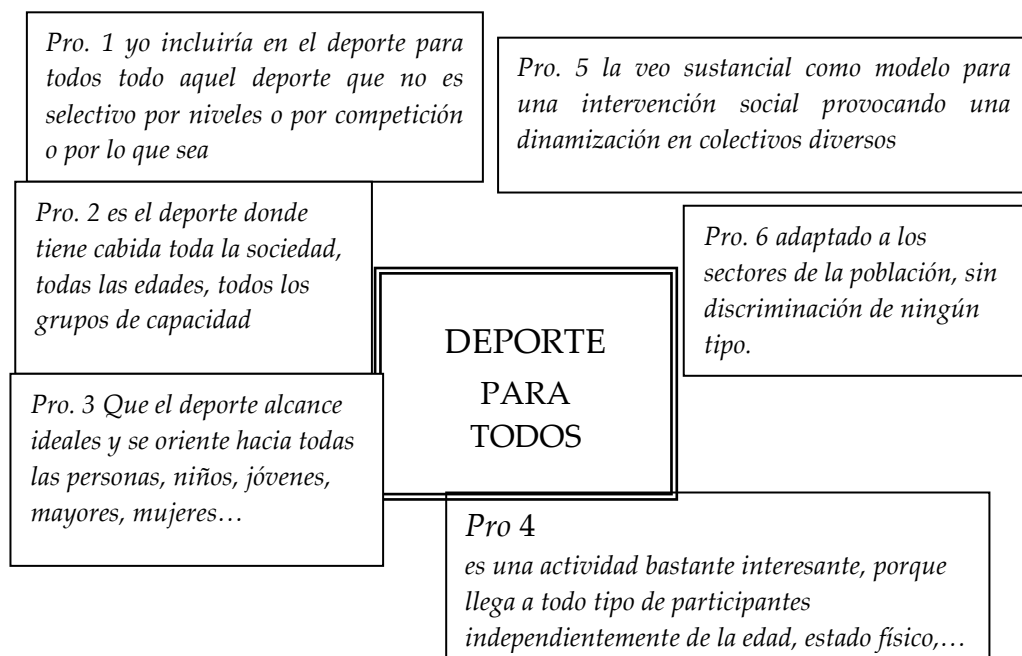 Pro. 1 yo incluiría en el deporte para
todos todo aquel deporte que no es
selectivo por niveles o por competición
o por lo que sea
Pro. 5 la veo sustancial como modelo para
una intervención social provocando una
dinamización en colectivos diversos
Pro. 2 es el deporte donde
tiene cabida toda la sociedad,
todas las edades, todos los
grupos de capacidad
Pro. 6 adaptado a los
sectores de la población, sin
discriminación de ningún
tipo.
DEPORTE
PARA
TODOS
Pro. 3 Que el deporte alcance
ideales y se oriente hacia todas
las personas, niños, jóvenes,
mayores, mujeres…
Pro 4
es una actividad bastante interesante, porque
llega a todo tipo de participantes
independientemente de la edad, estado físico,…